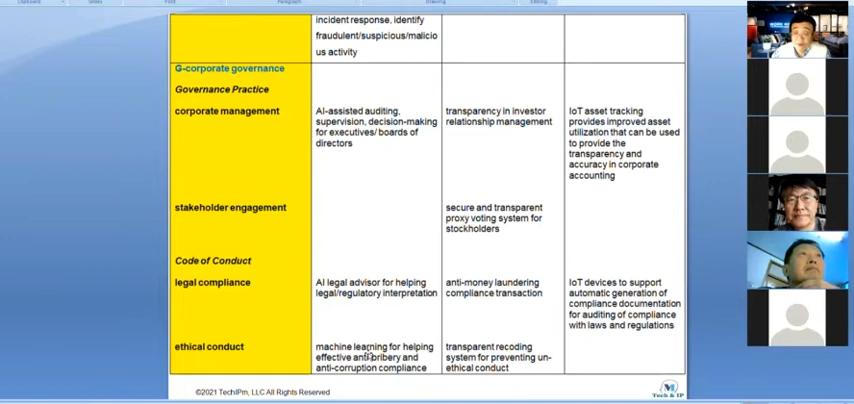 Clipboard
Slides
Font
Paragraph
Drawing
Editing
incident response, identify
fraudulent/suspicious/malicio
us activity
G-corporate governance
Governance Practice
corporate management
AI-assisted auditing,
supervision, decision-making
for executives/ boards of
directors
transparency in investor
relationship management
IoT asset tracking
provides improved asset
utilization that can be used
to provide the
transparency and
accuracy in corporate
accounting
stakeholder engagement
secure and transparent
proxy voting system for
stockholders
Code of Conduct
legal compliance
AI legal advisor for helping
legal/regulatory interpretation
anti-money laundering
compliance transaction
IoT devices to support
automatic generation of
compliance documentation
for auditing of compliance
with laws and regulations
ethical conduct
machine learning for helping
effective anti-bribery and
anti-corruption compliance
transparent recoding
system for preventing un-
ethical conduct
©2021 TechIPm, LLC All Rights Reserved
Tech & IP